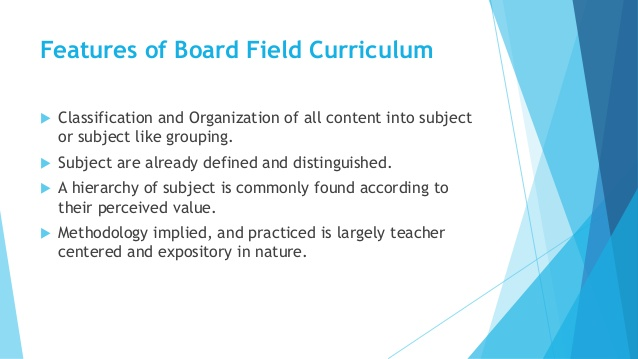 Features of Board Field Curriculum
Classification and Organization of all content into subject
or subject like grouping.
Subject are already defined and distinguished.
A hierarchy of subject is commonly found according to
their perceived value.
Methodology implied, and practiced is largely teacher
centered and expository in nature.